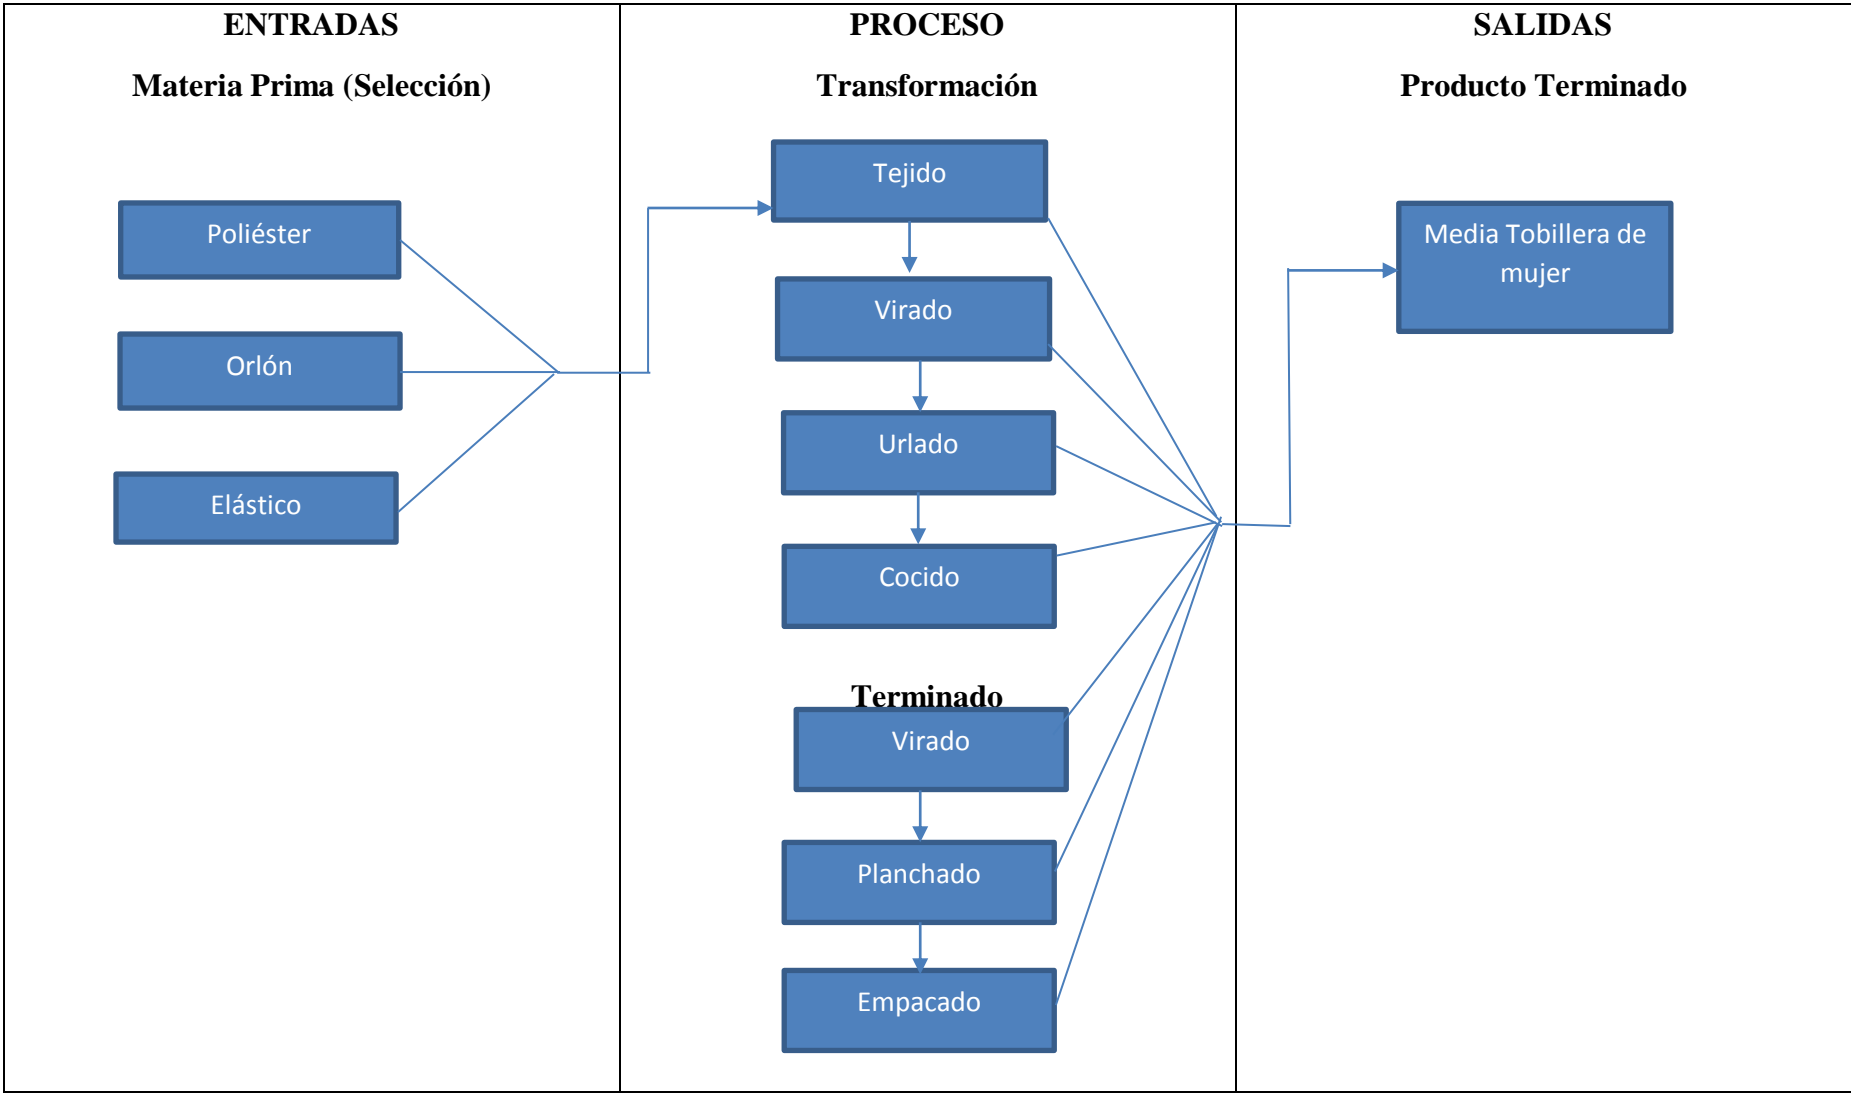 ENTRADAS
Materia Prima (Selección)
Poliéster
Orlón
Elástico
PROCESO
Transformación
Tejido
Virado
Urlado
Cocido
Terminado
Virado
Planchado
Empacado
SALIDAS
Producto Terminado
Media Tobillera de
mujer